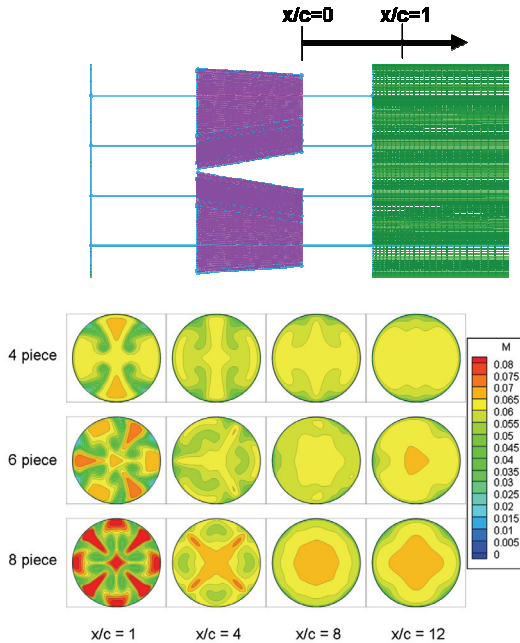 x/c=0
x/c=1
4 piece
6 piece
8 piece
M
0.08
0.075
0.07
0.065
0.06
0.055
0.05
0.045
0.04
0.035
0.03
0.025
0.02
0.015
0.01
0.005
0
x/c = 1
x/c = 4
x/c = 8
x/c = 12